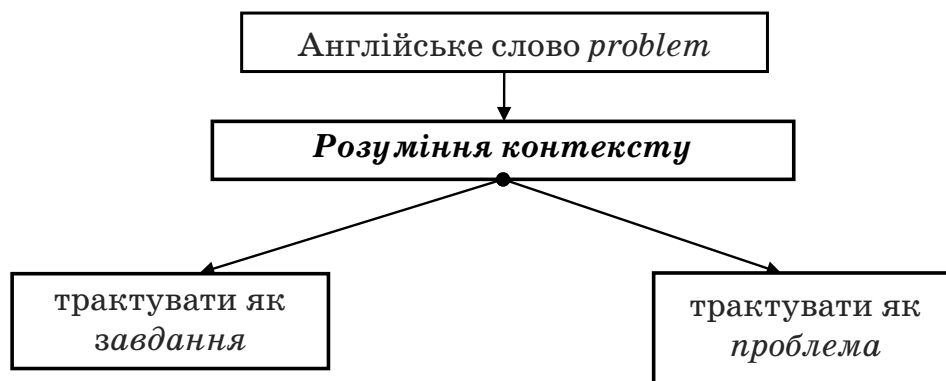 Англійське слово problem
Розуміння контексту
трактувати як
завдання
трактувати як
проблема